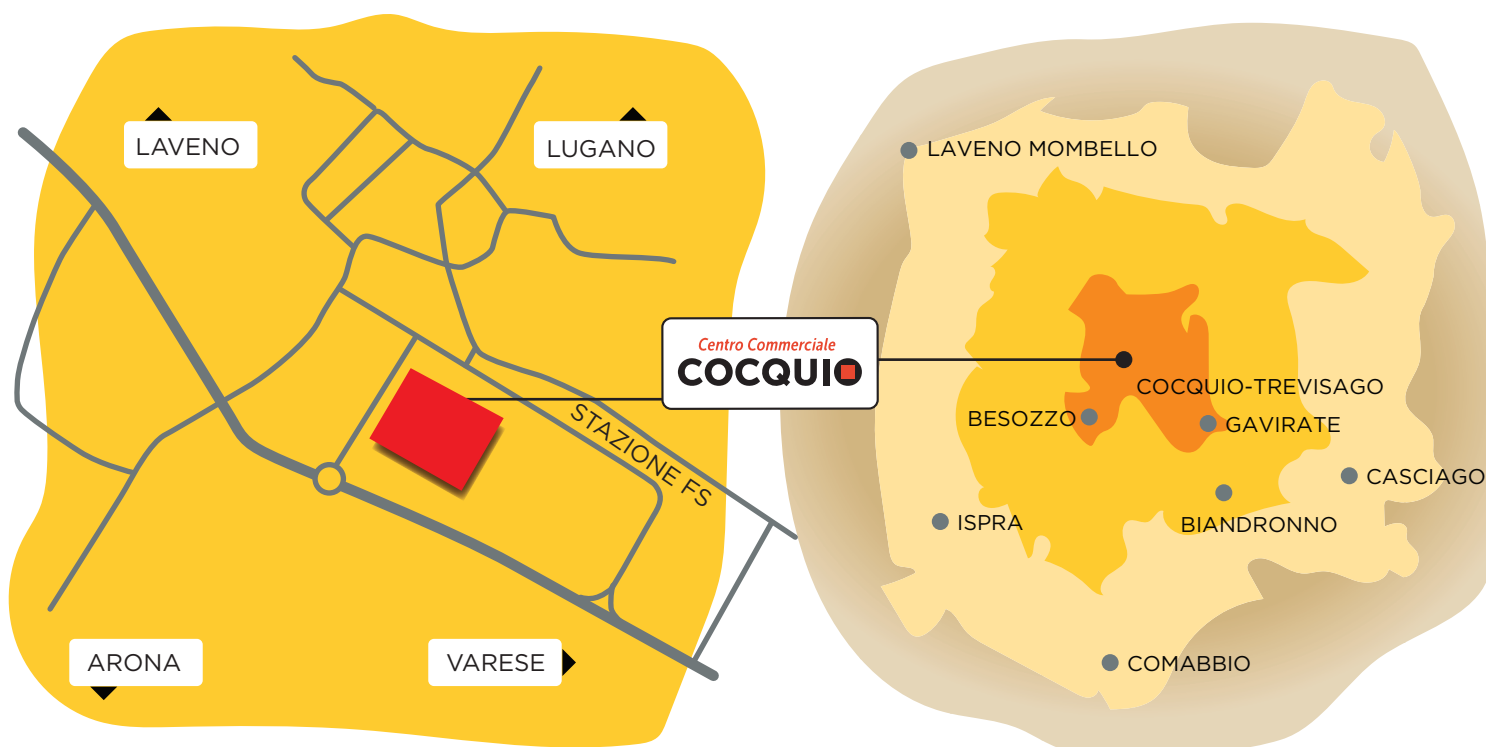 LAVENO
LUGANO
ARONA
VARESE
STAZIONE FS
Centro Commerciale
COCQUIO
LAVENO MOMBELLO
COCQUIO-TREVISAGO
BESOZZO
GAVIRATE
CASCIAGO
ISPRA
BIANDRONNO
COMABBIO